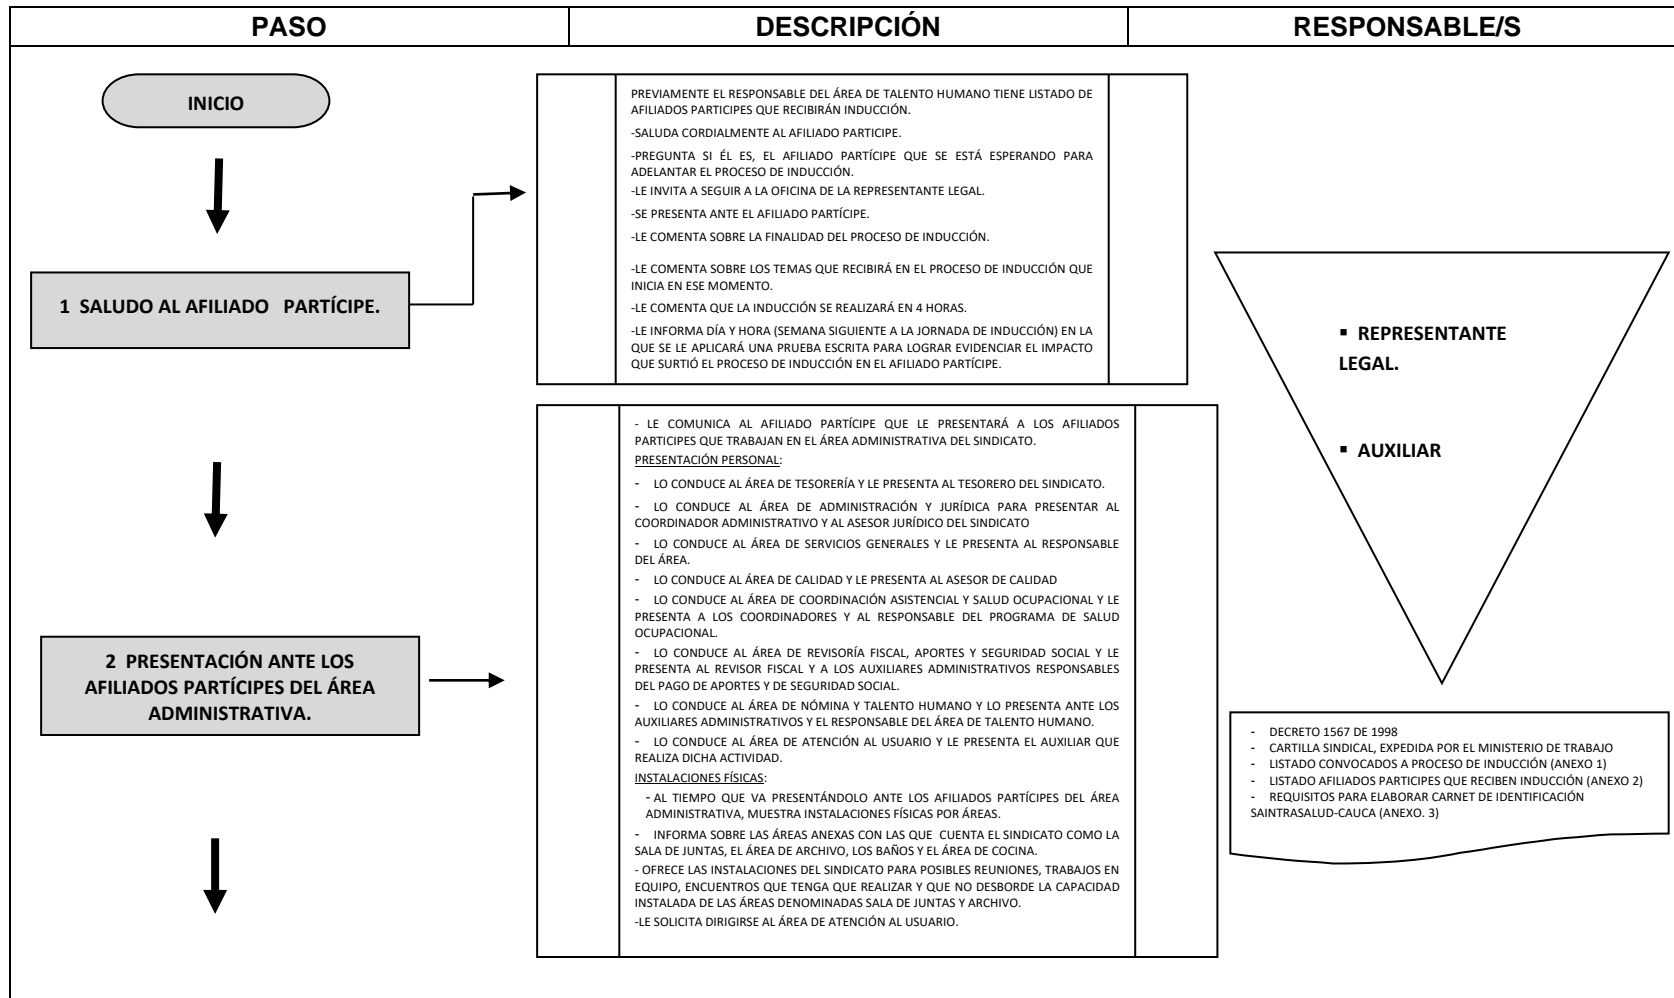 PASO
DESCRIPCIÓN
RESPONSABLE/S
INICIO
1 SALUDO AL AFILIADO PARTÍCIPE.
2 PRESENTACIÓN ANTE LOS
AFILIADOS PARTÍCIPES DEL ÁREA
ADMINISTRATIVA.
PREVIAMENTE EL RESPONSABLE DEL ÁREA DE TALENTO HUMANO TIENE LISTADO DE
AFILIADOS PARTICIPES QUE RECIBIRÁN INDUCCIÓN.
-SALUDA CORDIALMENTE AL AFILIADO PARTICIPE.
-PREGUNTA SI ÉL ES, EL AFILIADO PARTÍCIPE QUE SE ESTÁ ESPERANDO PARA
ADELANTAR EL PROCESO DE INDUCCIÓN.
-LE INVITA A SEGUIR A LA OFICINA DE LA REPRESENTANTE LEGAL.
-SE PRESENTA ANTE EL AFILIADO PARTÍCIPE.
-LE COMENTA SOBRE LA FINALIDAD DEL PROCESO DE INDUCCIÓN.
-LE COMENTA SOBRE LOS TEMAS QUE RECIBIRÁ EN EL PROCESO DE INDUCCIÓN QUE
INICIA EN ESE MOMENTO.
-LE COMENTA QUE LA INDUCCIÓN SE REALIZARÁ EN 4 HORAS.
-LE INFORMA DÍA Y HORA (SEMANA SIGUIENTE A LA JORNADA DE INDUCCIÓN) EN LA
QUE SE LE APLICARÁ UNA PRUEBA ESCRITA PARA LOGRAR EVIDENCIAR EL IMPACTO
QUE SURTIÓ EL PROCESO DE INDUCCIÓN EN EL AFILIADO PARTÍCIPE.
- LE COMUNICA AL AFILIADO PARTÍCIPE QUE LE PRESENTARÁ A LOS AFILIADOS
PARTICIPES QUE TRABAJAN EN EL ÁREA ADMINISTRATIVA DEL SINDICATO.
PRESENTACIÓN PERSONAL:
- LO CONDUCE AL ÁREA DE TESORERÍA Y LE PRESENTA AL TESORERO DEL SINDICATO.
- LO CONDUCE AL ÁREA DE ADMINISTRACIÓN Y JURÍDICA PARA PRESENTAR AL
COORDINADOR ADMINISTRATIVO Y AL ASESOR JURÍDICO DEL SINDICATO
- LO CONDUCE AL ÁREA DE SERVICIOS GENERALES Y LE PRESENTA AL RESPONSABLE
DEL ÁREA.
- LO CONDUCE AL ÁREA DE CALIDAD Y LE PRESENTA AL ASESOR DE CALIDAD
- LO CONDUCE AL ÁREA DE COORDINACIÓN ASISTENCIAL Y SALUD OCUPACIONAL Y LE
PRESENTA A LOS COORDINADORES Y AL RESPONSABLE DEL PROGRAMA DE SALUD
OCUPACIONAL.
- LO CONDUCE AL ÁREA DE REVISORÍA FISCAL, APORTES Y SEGURIDAD SOCIAL Y LE
PRESENTA AL REVISOR FISCAL Y A LOS AUXILIARES ADMINISTRATIVOS RESPONSABLES
DEL PAGO DE APORTES Y DE SEGURIDAD SOCIAL.
- LO CONDUCE AL ÁREA DE NÓMINA Y TALENTO HUMANO Y LO PRESENTA ANTE LOS
AUXILIARES ADMINISTRATIVOS Y EL RESPONSABLE DEL ÁREA DE TALENTO HUMANO.
- LO CONDUCE AL ÁREA DE ATENCIÓN AL USUARIO Y LE PRESENTA EL AUXILIAR QUE
REALIZA DICHA ACTIVIDAD.
INSTALACIONES FÍSICAS:
- AL TIEMPO QUE VA PRESENTÁNDOLO ANTE LOS AFILIADOS PARTÍCIPES DEL ÁREA
ADMINISTRATIVA, MUESTRA INSTALACIONES FÍSICAS POR ÁREAS.
- INFORMA SOBRE LAS ÁREAS ANEXAS CON LAS QUE CUENTA EL SINDICATO COMO LA
SALA DE JUNTAS, EL ÁREA DE ARCHIVO, LOS BAÑOS Y EL ÁREA DE COCINA.
- OFRECE LAS INSTALACIONES DEL SINDICATO PARA POSIBLES REUNIONES, TRABAJOS EN
EQUIPO, ENCUENTROS QUE TENGA QUE REALIZAR Y QUE NO DESBORDE LA CAPACIDAD
INSTALADA DE LAS ÁREAS DENOMINADAS SALA DE JUNTAS Y ARCHIVO.
-LE SOLICITA DIRIGIRSE AL ÁREA DE ATENCIÓN AL USUARIO.
▪ REPRESENTANTE
LEGAL.
▪ AUXILIAR
- DECRETO 1567 DE 1998
- CARTILLA SINDICAL, EXPEDIDA POR EL MINISTERIO DE TRABAJO
- LISTADO CONVOCADOS A PROCESO DE INDUCCIÓN (ANEXO 1)
- LISTADO AFILIADOS PARTICIPES QUE RECIBEN INDUCCIÓN (ANEXO 2)
- REQUISITOS PARA ELABORAR CARNET DE IDENTIFICACIÓN
SAINTRASALUD-CAUCA (ANEXO. 3)